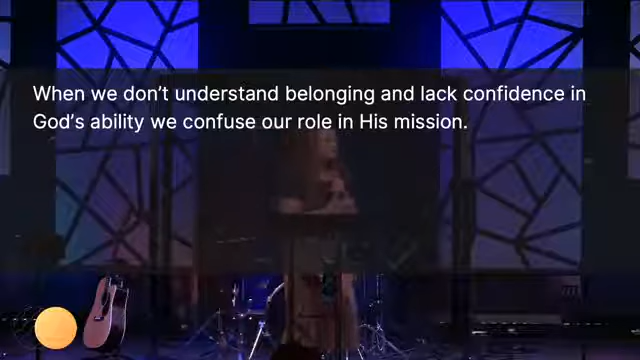 When we don’t understand belonging and lack confidence in
God’s ability we confuse our role in His mission.